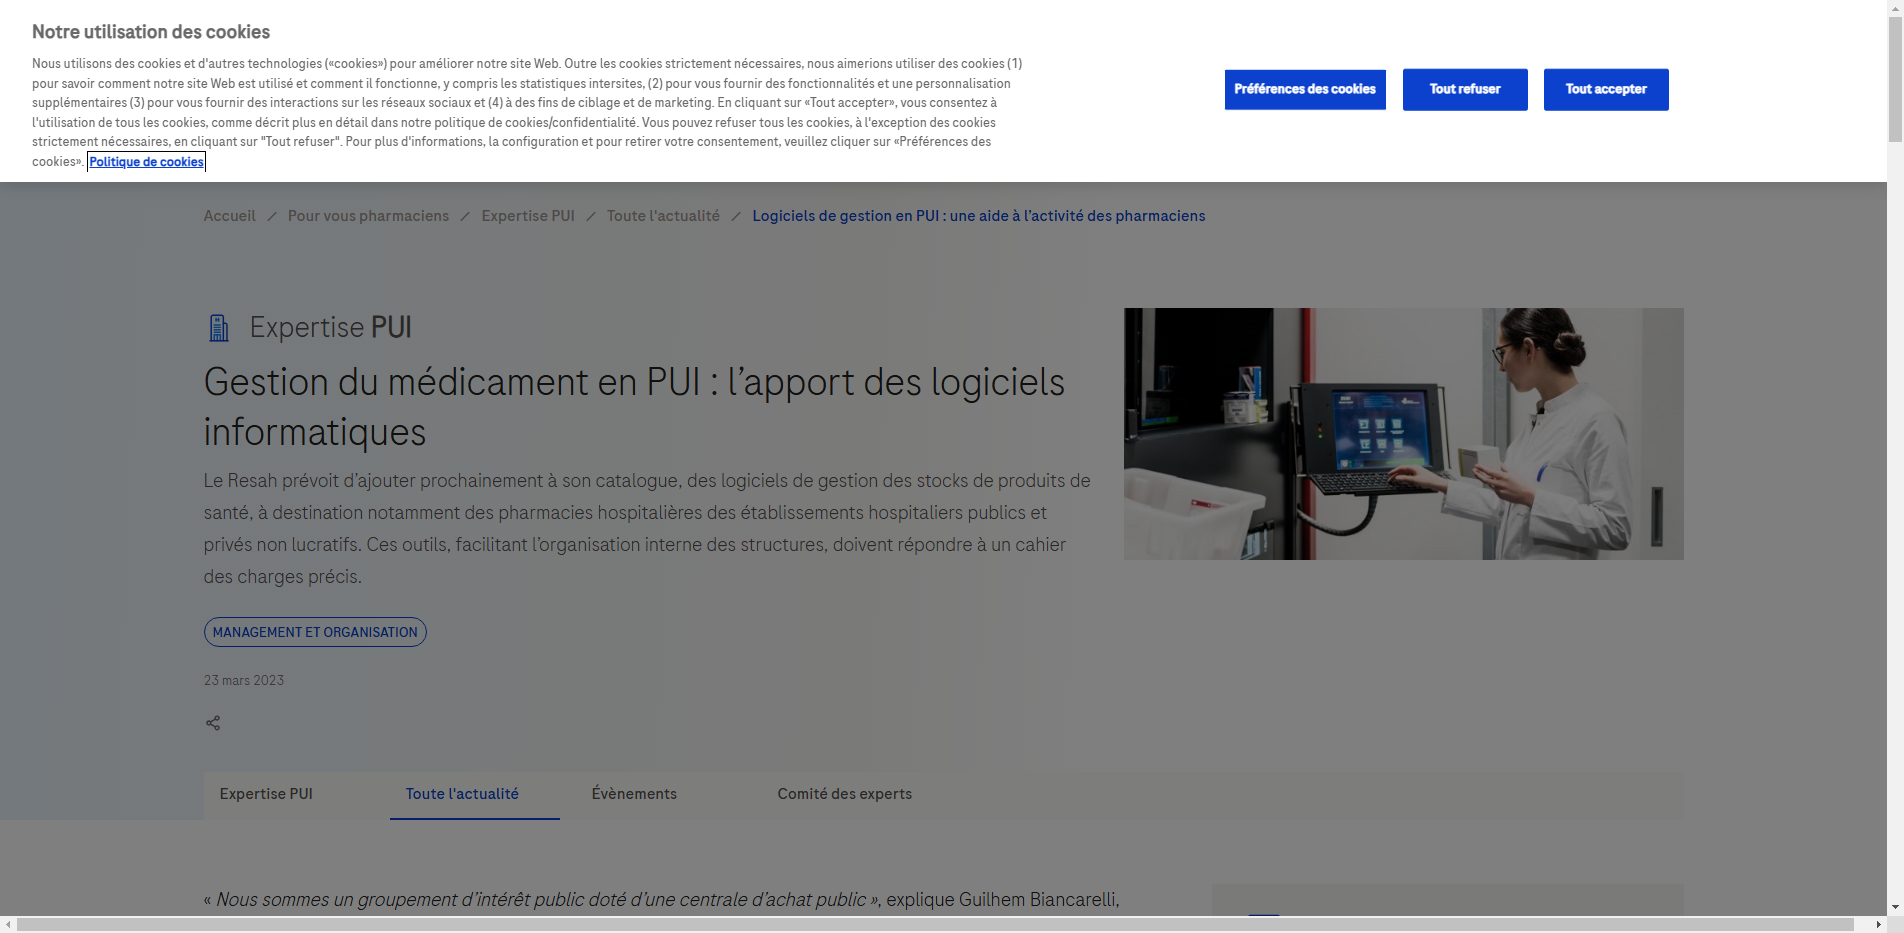 Notre utilisation des cookies
Nous utilisons des cookies et d'autres technologies («cookies») pour améliorer notre site Web. Outre les cookies strictement nécessaires, nous aimerions utiliser des cookies (1)
pour savoir comment notre site Web est utilisé et comment il fonctionne, y compris les statistiques intersites, (2) pour vous fournir des fonctionnalités et une personnalisation
supplémentaires (3) pour vous fournir des interactions sur les réseaux sociaux et (4) à des fins de ciblage et de marketing. En cliquant sur «Tout accepter», vous consentez à
l'utilisation de tous les cookies, comme décrit plus en détail dans notre politique de cookies/confidentialité. Vous pouvez refuser tous les cookies, à l'exception des cookies
strictement nécessaires, en cliquant sur "Tout refuser". Pour plus d'informations, la configuration et pour retirer votre consentement, veuillez cliquer sur «Préférences des
cookies». Politique de cookies
Préférences des cookies
Tout refuser
Tout accepter
Accueil / Pour vous pharmaciens / Expertise PUI / Toute l'actualité / Logiciels de gestion en PUI : une aide à l’activité des pharmaciens
Expertise PUI
Gestion du médicament en PUI : l’apport des logiciels
informatiques
Le Resah prévoit d’ajouter prochainement à son catalogue, des logiciels de gestion des stocks de produits de
santé, à destination notamment des pharmacies hospitalières des établissements hospitaliers publics et
privés non lucratifs. Ces outils, facilitant l’organisation interne des structures, doivent répondre à un cahier
des charges précis.
MANAGEMENT ET ORGANISATION
23 mars 2023
Expertise PUI
Toute l'actualité
Évènements
Comité des experts
« Nous sommes un groupement d’intérêt public doté d’une centrale d’achat public », explique Guilhem Biancarelli,